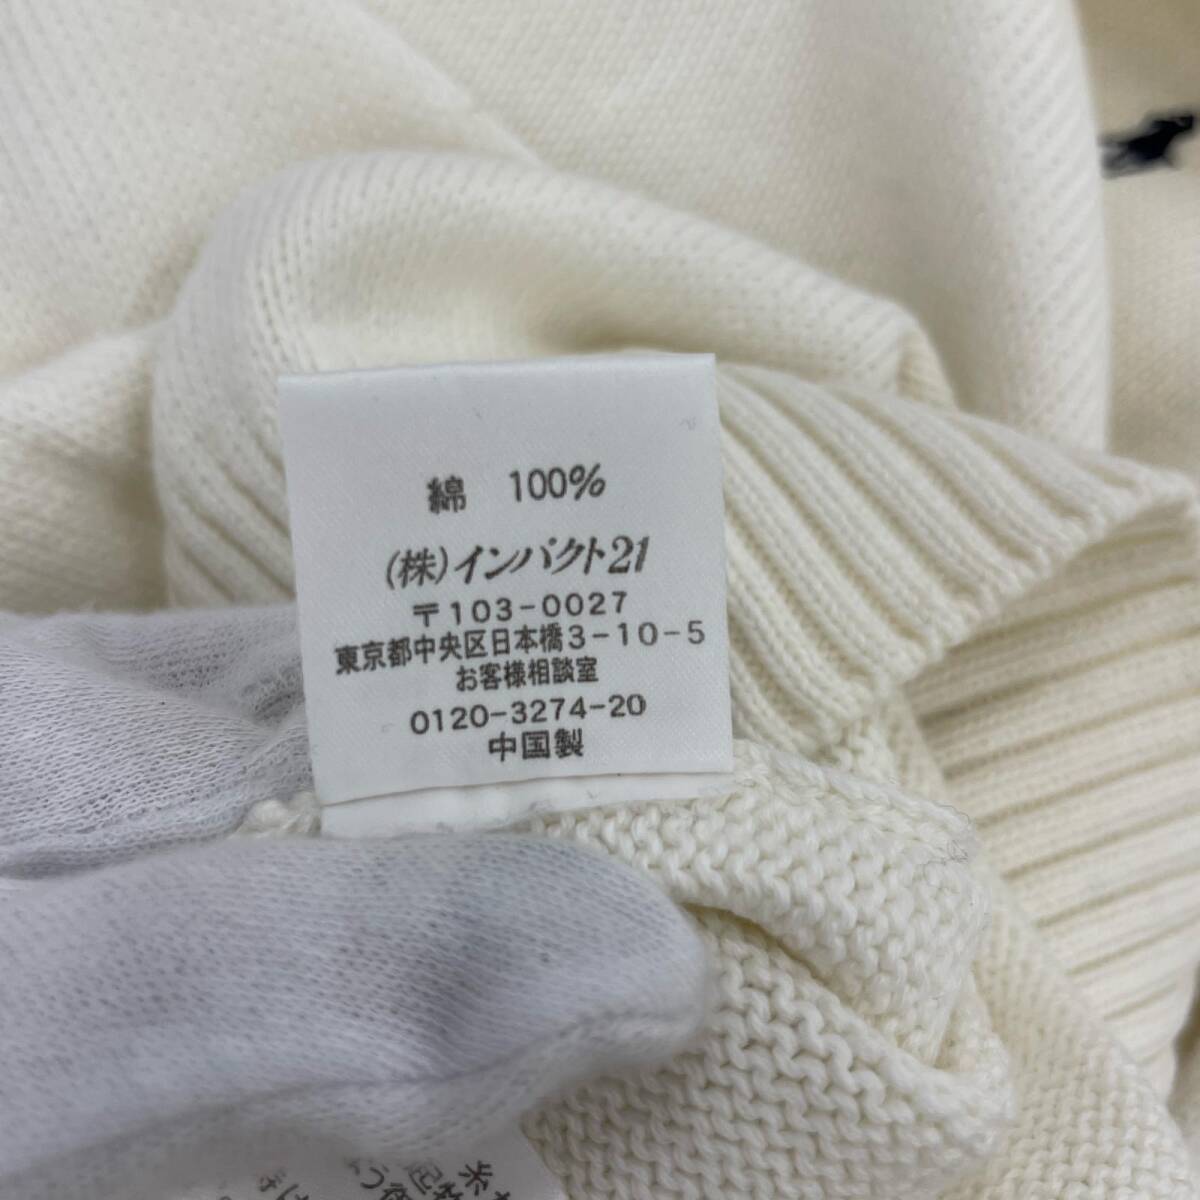 綿 100%
(株)インパクト21
〒103-0027
東京都中央区日本橋3-10-5
お客様相談室
0120-3274-20
中国製